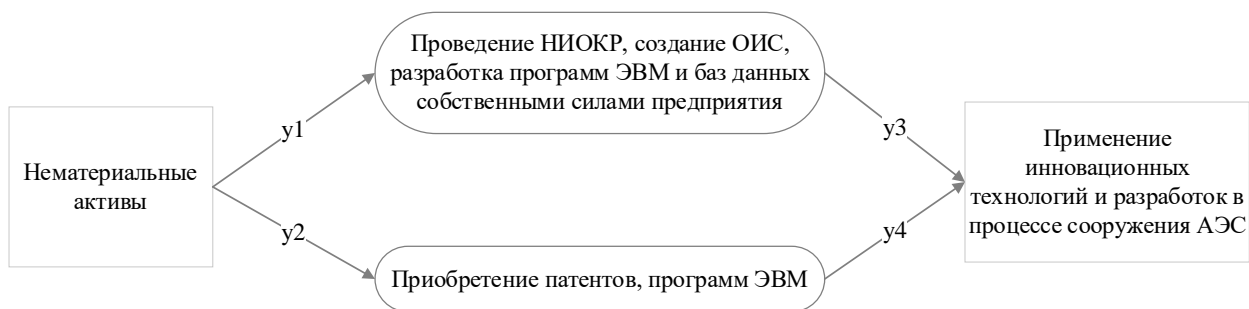 Проведение НИОКР, создание ОИС,
разработка программ ЭВМ и баз данных
собственными силами предприятия
y1
y3
Нематериальные
активы
Применение
инновационных
технологий и разработок в
процессе сооружения АЭС
y2
y4
Приобретение патентов, программ ЭВМ